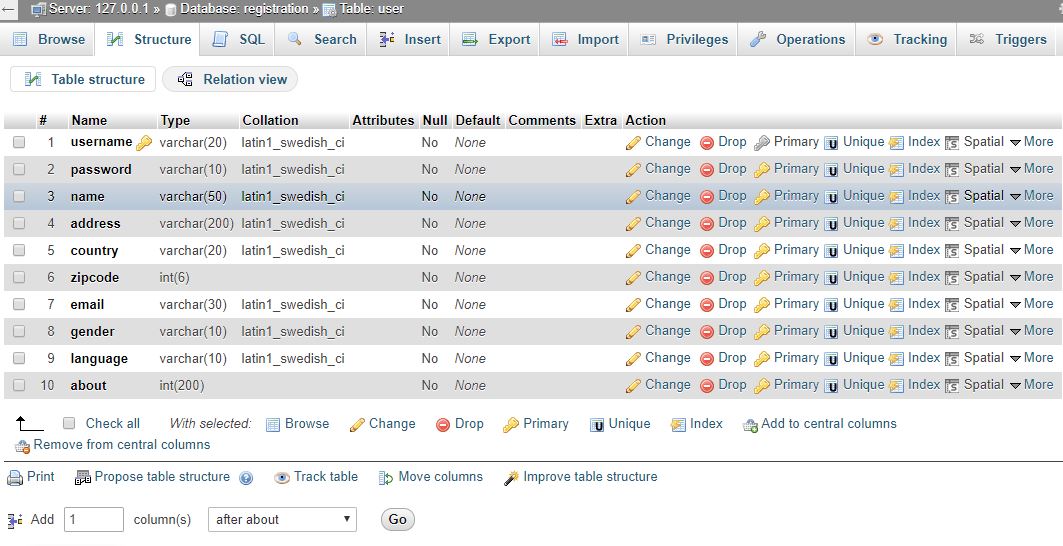 Server: 127.0.0.1 » Database: registration » Table: user
Browse Structure SQL Search Insert Export Import Privileges Operations Tracking Triggers
Table structure Relation view
# Name Type Collation Attributes Null Default Comments Extra Action
1 username varchar(20) latin1_swedish_ci No None Change Drop Primary Unique Index Spatial More
2 password varchar(10) latin1_swedish_ci No None Change Drop Primary Unique Index Spatial More
3 name varchar(50) latin1_swedish_ci No None Change Drop Primary Unique Index Spatial More
4 address varchar(200) latin1_swedish_ci No None Change Drop Primary Unique Index Spatial More
5 country varchar(20) latin1_swedish_ci No None Change Drop Primary Unique Index Spatial More
6 zipcode int(6) No None Change Drop Primary Unique Index Spatial More
7 email varchar(30) latin1_swedish_ci No None Change Drop Primary Unique Index Spatial More
8 gender varchar(10) latin1_swedish_ci No None Change Drop Primary Unique Index Spatial More
9 language varchar(10) latin1_swedish_ci No None Change Drop Primary Unique Index Spatial More
10 about int(200) No None Change Drop Primary Unique Index Spatial More
Check all With selected: Browse Change Drop Primary Unique Index Add to central columns
Remove from central columns
Print Propose table structure Track table Move columns Improve table structure
Add 1 column(s) after about Go